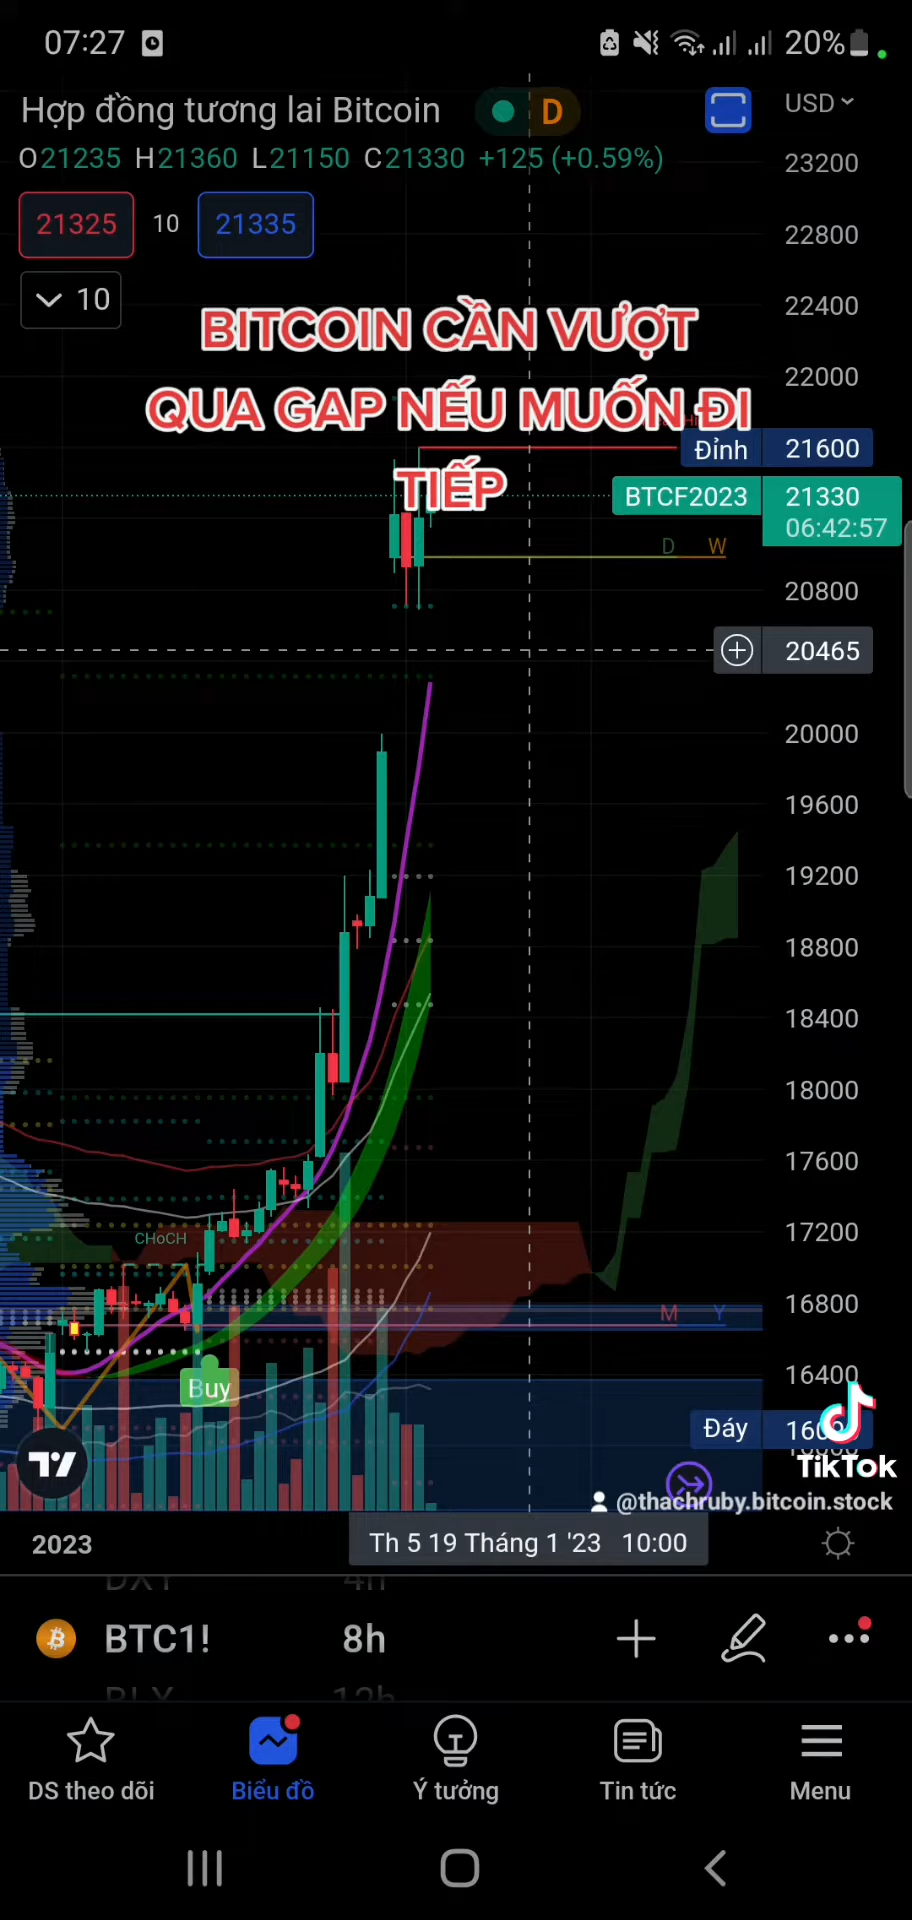 07:27
20%
Hợp đồng tương lai Bitcoin
D
USD
O21235 H21360 L21150 C21330 +125 (+0.59%)
23200
21325
10
21335
22800
10
22400
BITCOIN CẦN VƯỢT
22000
QUA GAP NẾU MUỐN ĐI
Đỉnh
21600
TIẾP
BTCF2023
21330
06:42:57
D
W
20800
20465
20000
19600
19200
18800
18400
18000
17600
17200
CHoCH
16800
M
Y
16400
Buy
Đáy
TikTok
@thachruby.bitcoin.stock
2023
Th 5 19 Tháng 1 '23 10:00
DXY
4h
BTC1!
8h
BLX
12h
DS theo dõi
Biểu đồ
Ý tưởng
Tin tức
Menu